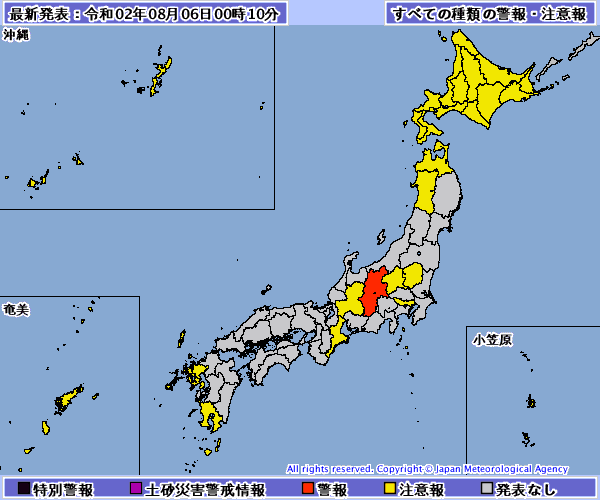 最新発表：令和02年08月06日00時10分
すべての種類の警報・注意報
沖縄
奄美
小笠原
All rights reserved. Copyright © Japan Meteorological Agency
特別警報
土砂災害警戒情報
警報
注意報
発表なし